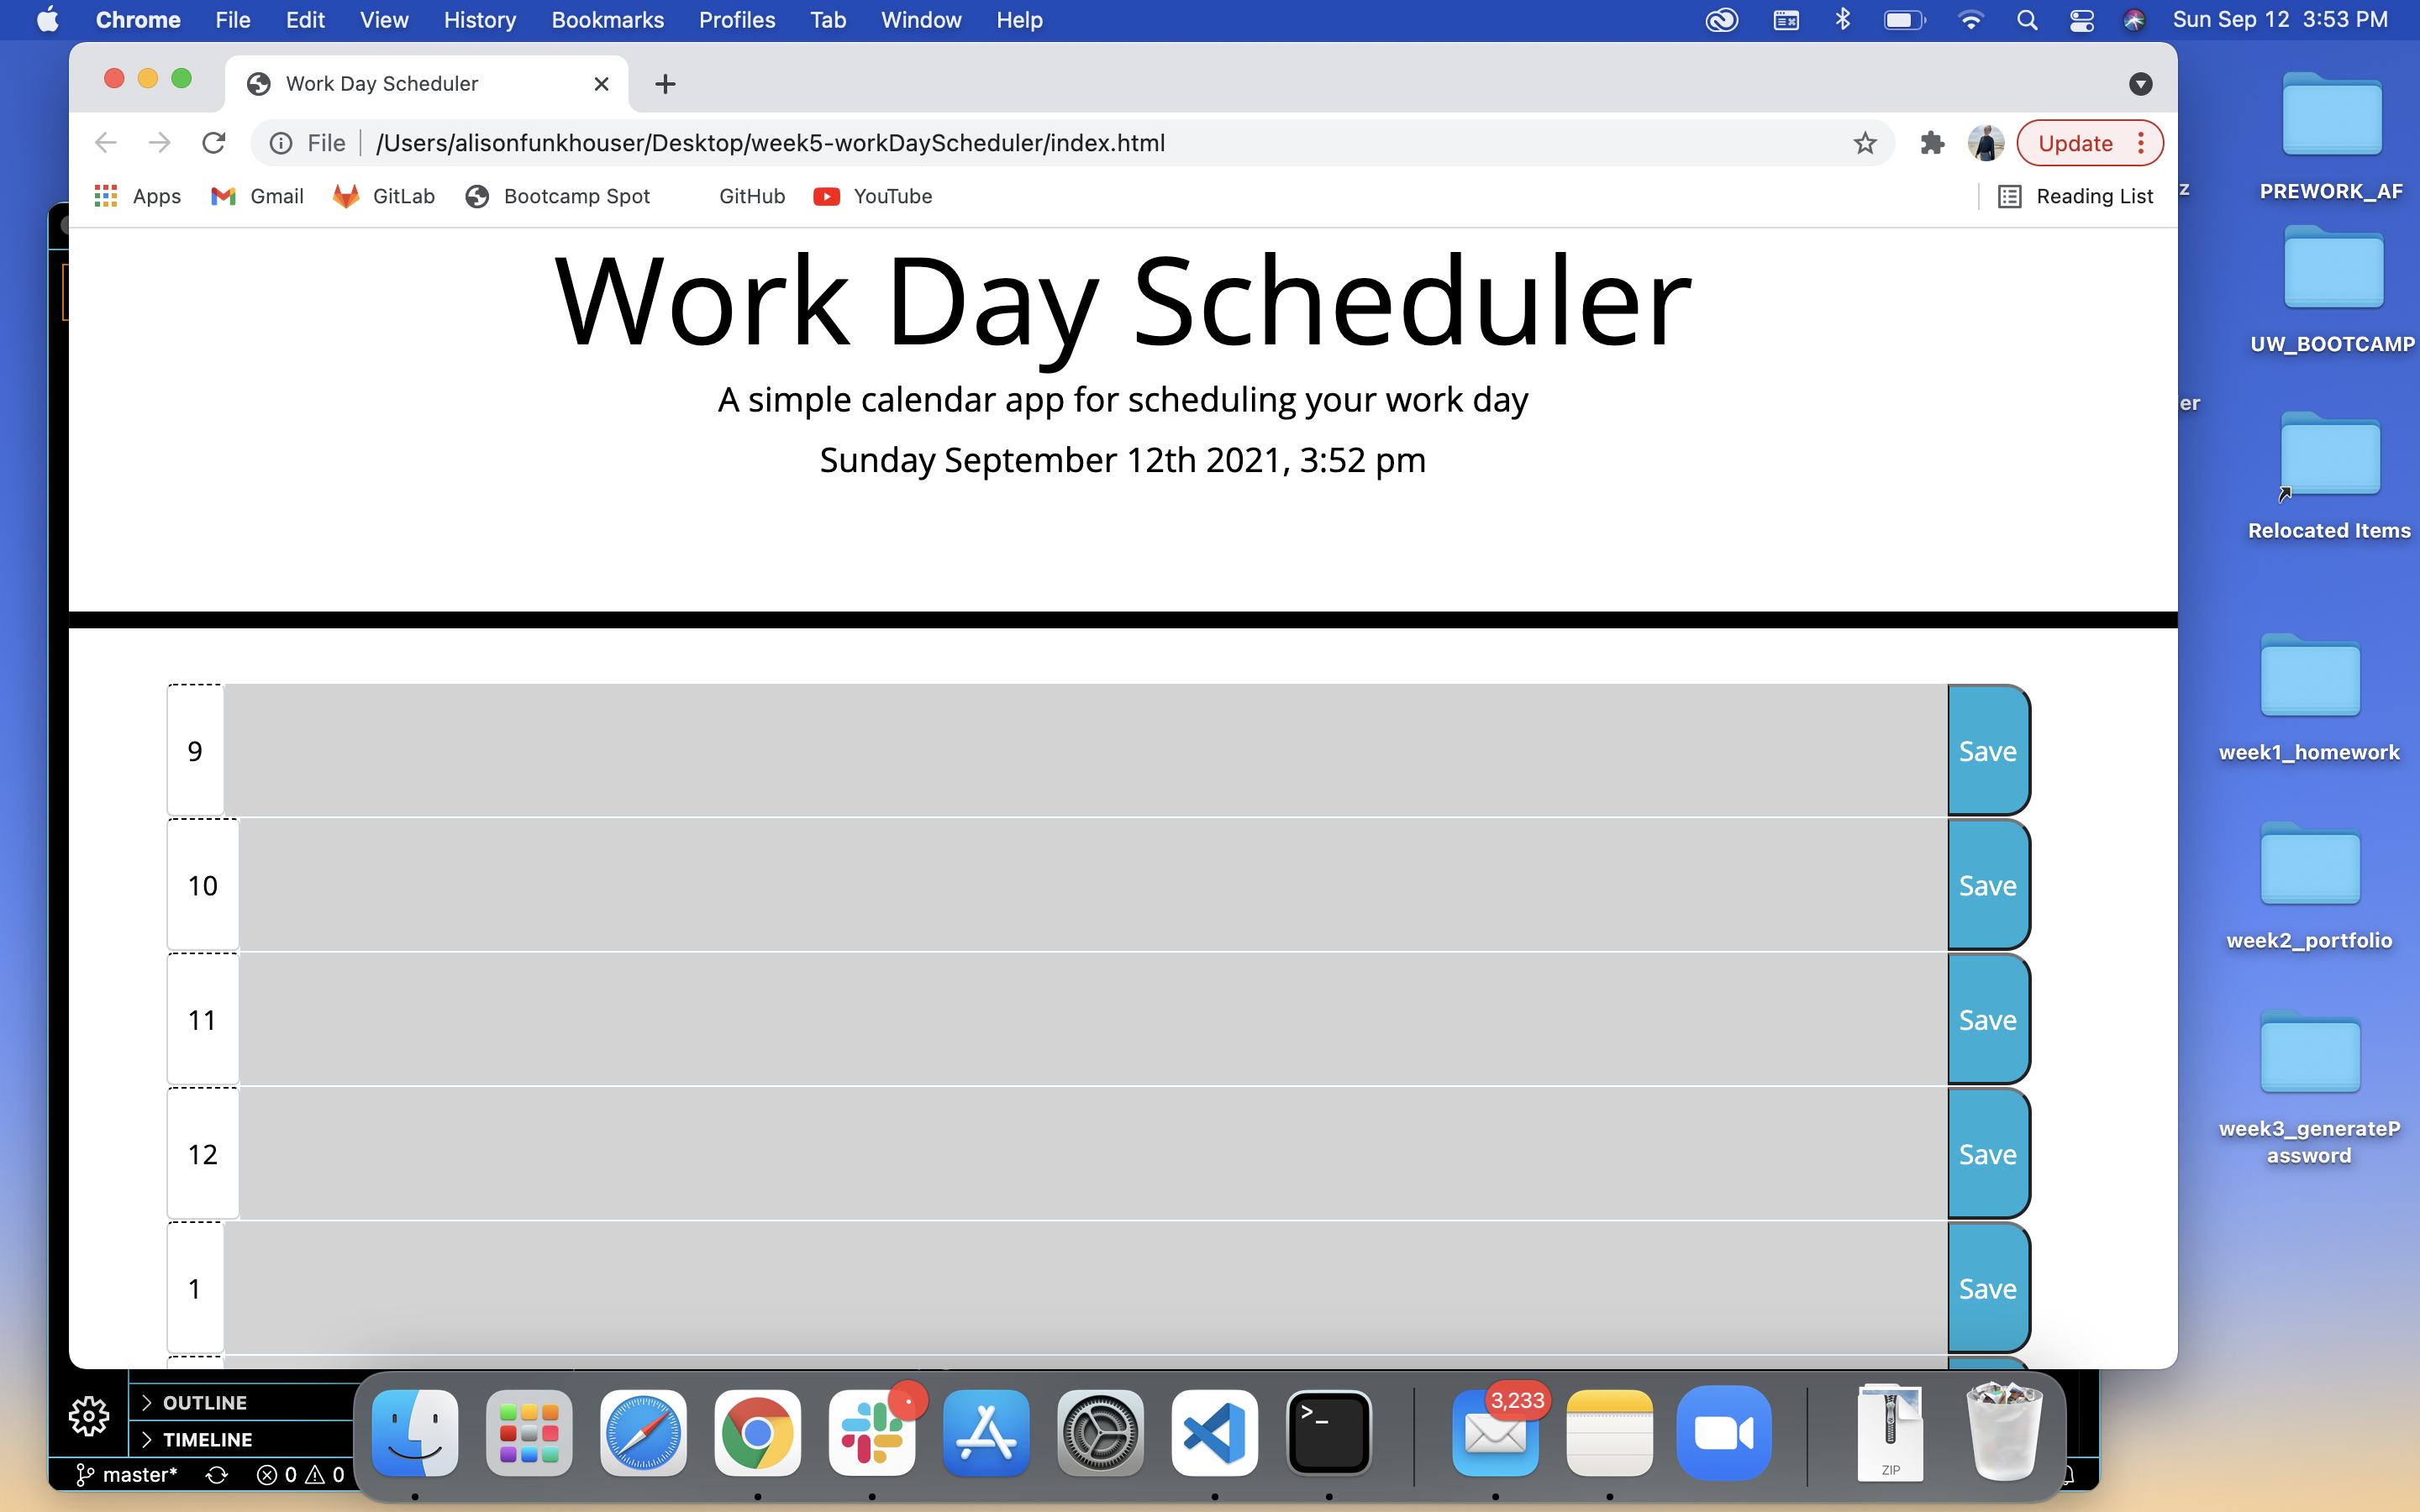 Chrome File Edit View History Bookmarks Profiles Tab Window Help Sun Sep 12 3:53 PM
Work Day Scheduler
File /Users/alisonfunkhouser/Desktop/week5-workDayScheduler/index.html Update
Apps Gmail GitLab Bootcamp Spot GitHub YouTube Reading List
Work Day Scheduler
A simple calendar app for scheduling your work day
Sunday September 12th 2021, 3:52 pm
9 Save
10 Save
11 Save
12 Save
1 Save
PREWORK_AF
UW_BOOTCAMP
Relocated Items
week1_homework
week2_portfolio
week3_generateP
assword
z
er
OUTLINE
TIMELINE
master* 0 0
3,233
>_
ZIP